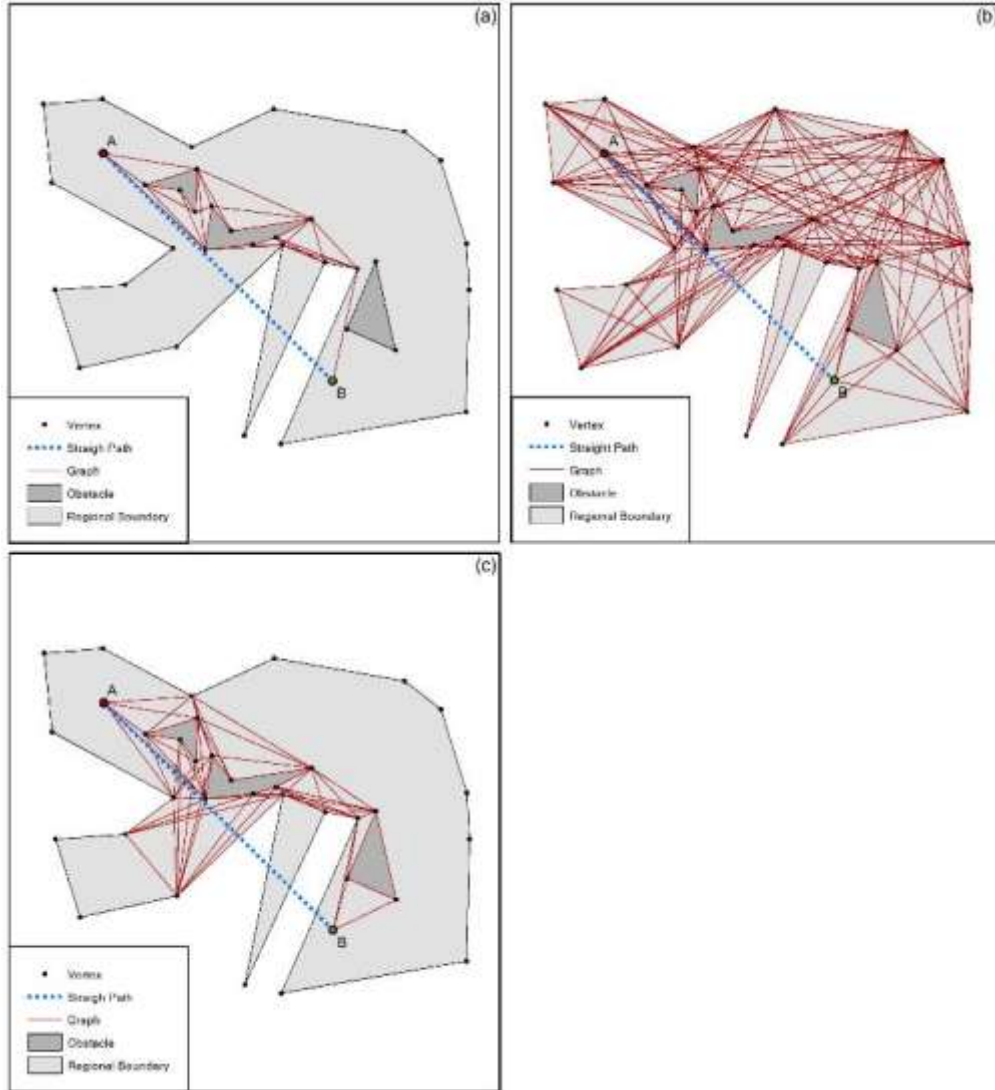 (a)
A
B
Vertex
Straigh Path
Graph
Obstacle
Regional Boundary
(b)
A
B
Vertex
Straight Path
Graph
Obstacle
Regional Boundary
(c)
A
B
Vertex
Straigh Path
Graph
Obstacle
Regional Boundary